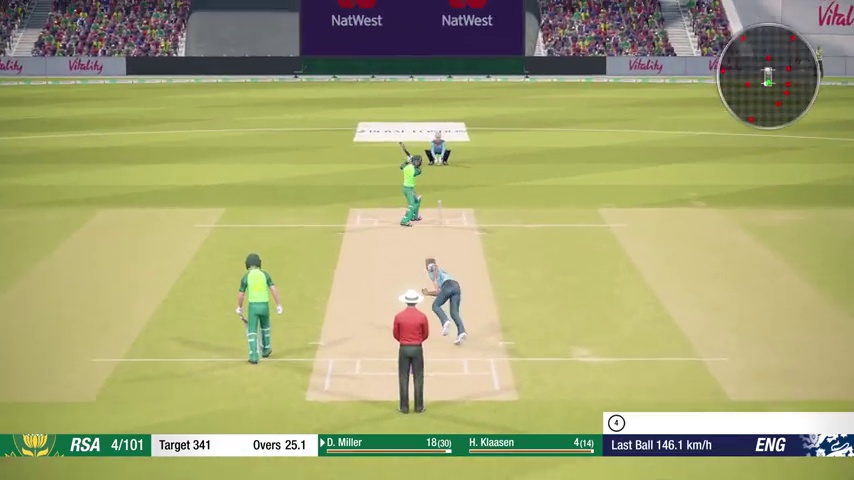 NatWest NatWest
Vitality
Vitality Vitality Vitality
4
RSA 4/101 Target 341 Overs 25.1 D. Miller 18(30) H. Klaasen 4(14) Last Ball 146.1 km/h ENG